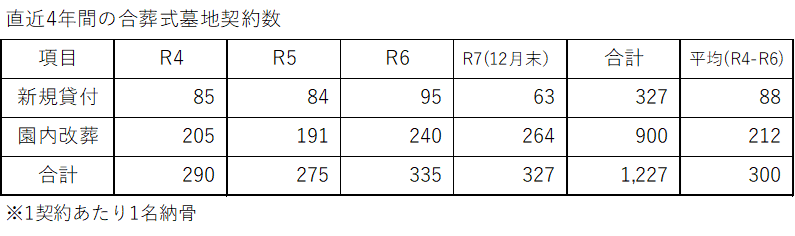 直近4年間の合葬式墓地契約数
項目 R4 R5 R6 R7(12月末) 合計 平均(R4-R6)
新規貸付 85 84 95 63 327 88
園内改葬 205 191 240 264 900 212
合計 290 275 335 327 1,227 300
※1契約あたり1名納骨